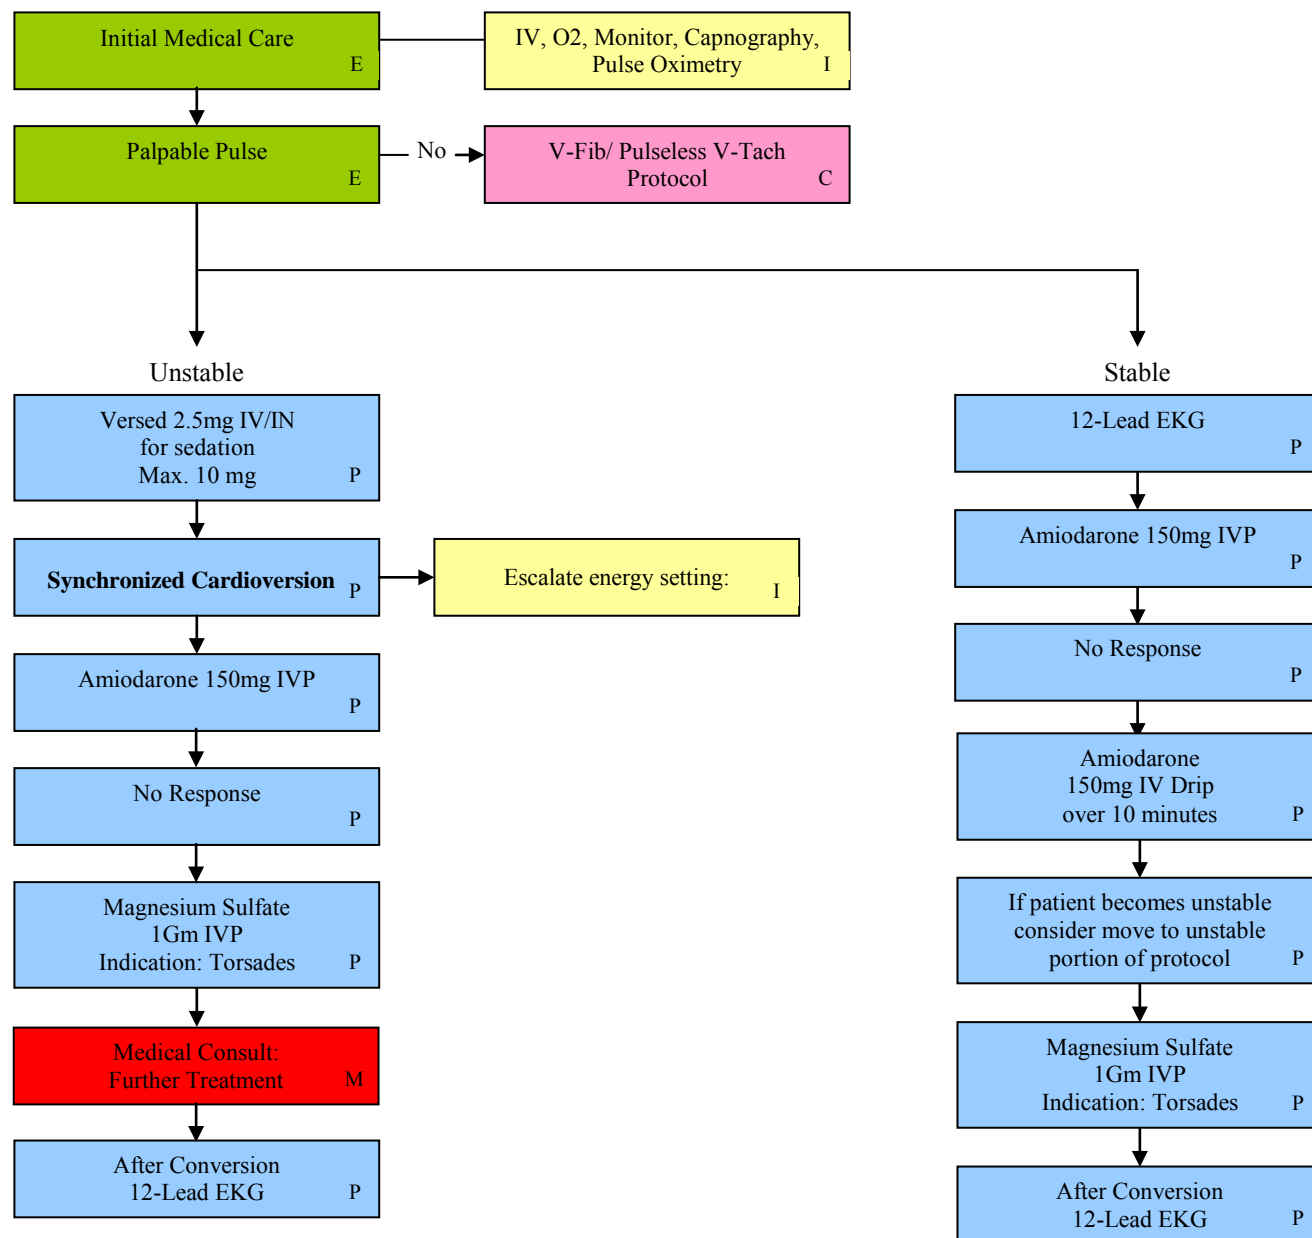 Initial Medical Care
E
IV, O2, Monitor, Capnography,
Pulse Oximetry
I
Palpable Pulse
E
No
V-Fib/ Pulseless V-Tach
Protocol
C
Unstable
Versed 2.5mg IV/IN
for sedation
Max. 10 mg
P
Synchronized Cardioversion
P
Escalate energy setting:
I
Amiodarone 150mg IVP
P
No Response
P
Magnesium Sulfate
1Gm IVP
Indication: Torsades
P
Medical Consult:
Further Treatment
M
After Conversion
12-Lead EKG
P
Stable
12-Lead EKG
P
Amiodarone 150mg IVP
P
No Response
P
Amiodarone
150mg IV Drip
over 10 minutes
P
If patient becomes unstable
consider move to unstable
portion of protocol
P
Magnesium Sulfate
1Gm IVP
Indication: Torsades
P
After Conversion
12-Lead EKG
P